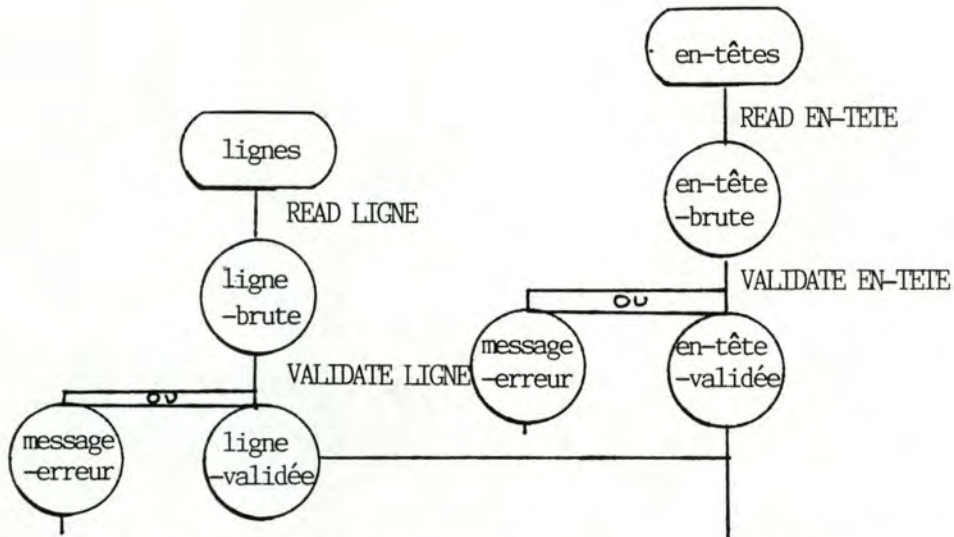 en-têtes
READ EN-TETE
lignes
READ LIGNE
en-tête
-brute
ligne
-brute
VALIDATE EN-TETE
OU
message
-erreur
en-tête
-validée
VALIDATE LIGNE
OU
message
-erreur
ligne
-validée